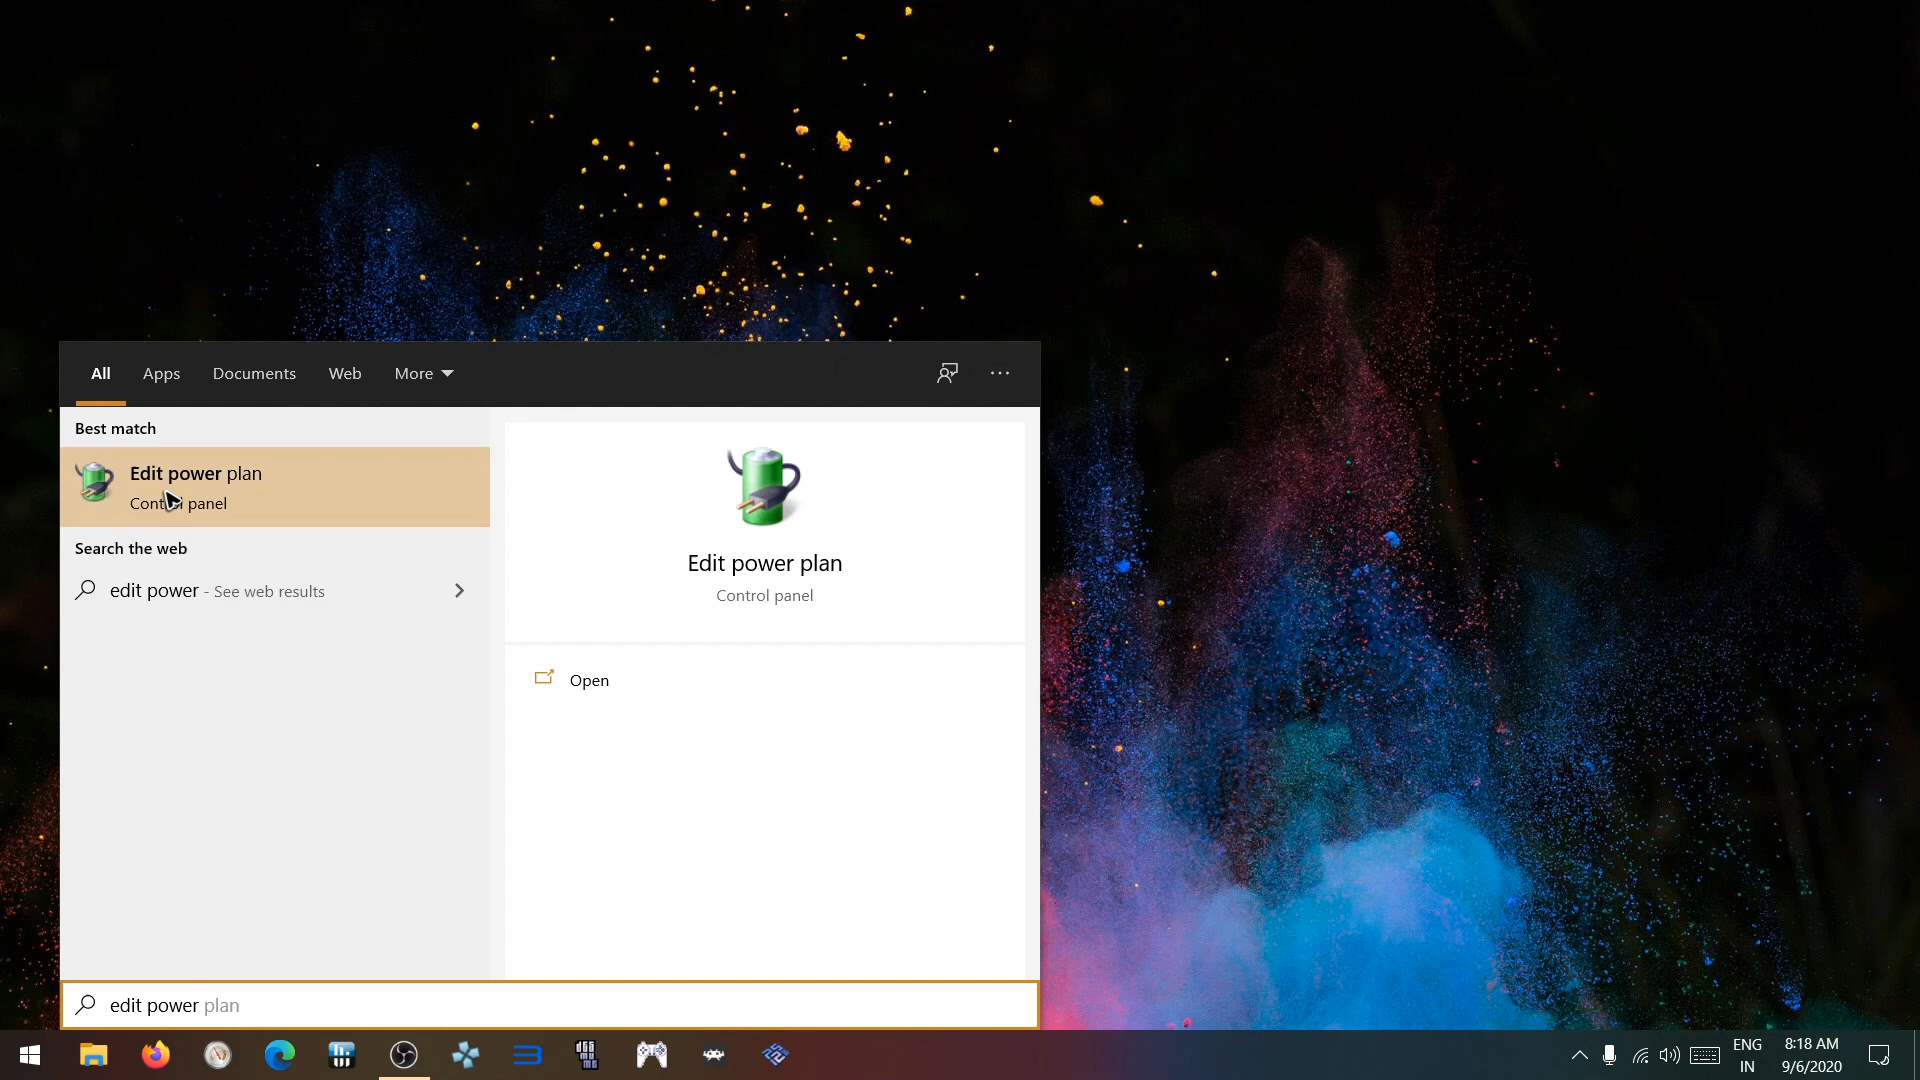 All Apps Documents Web More
Best match
Edit power plan
Control panel
Search the web
edit power - See web results
Edit power plan
Control panel
Open
edit power plan
ENG
IN
8:18 AM
9/6/2020